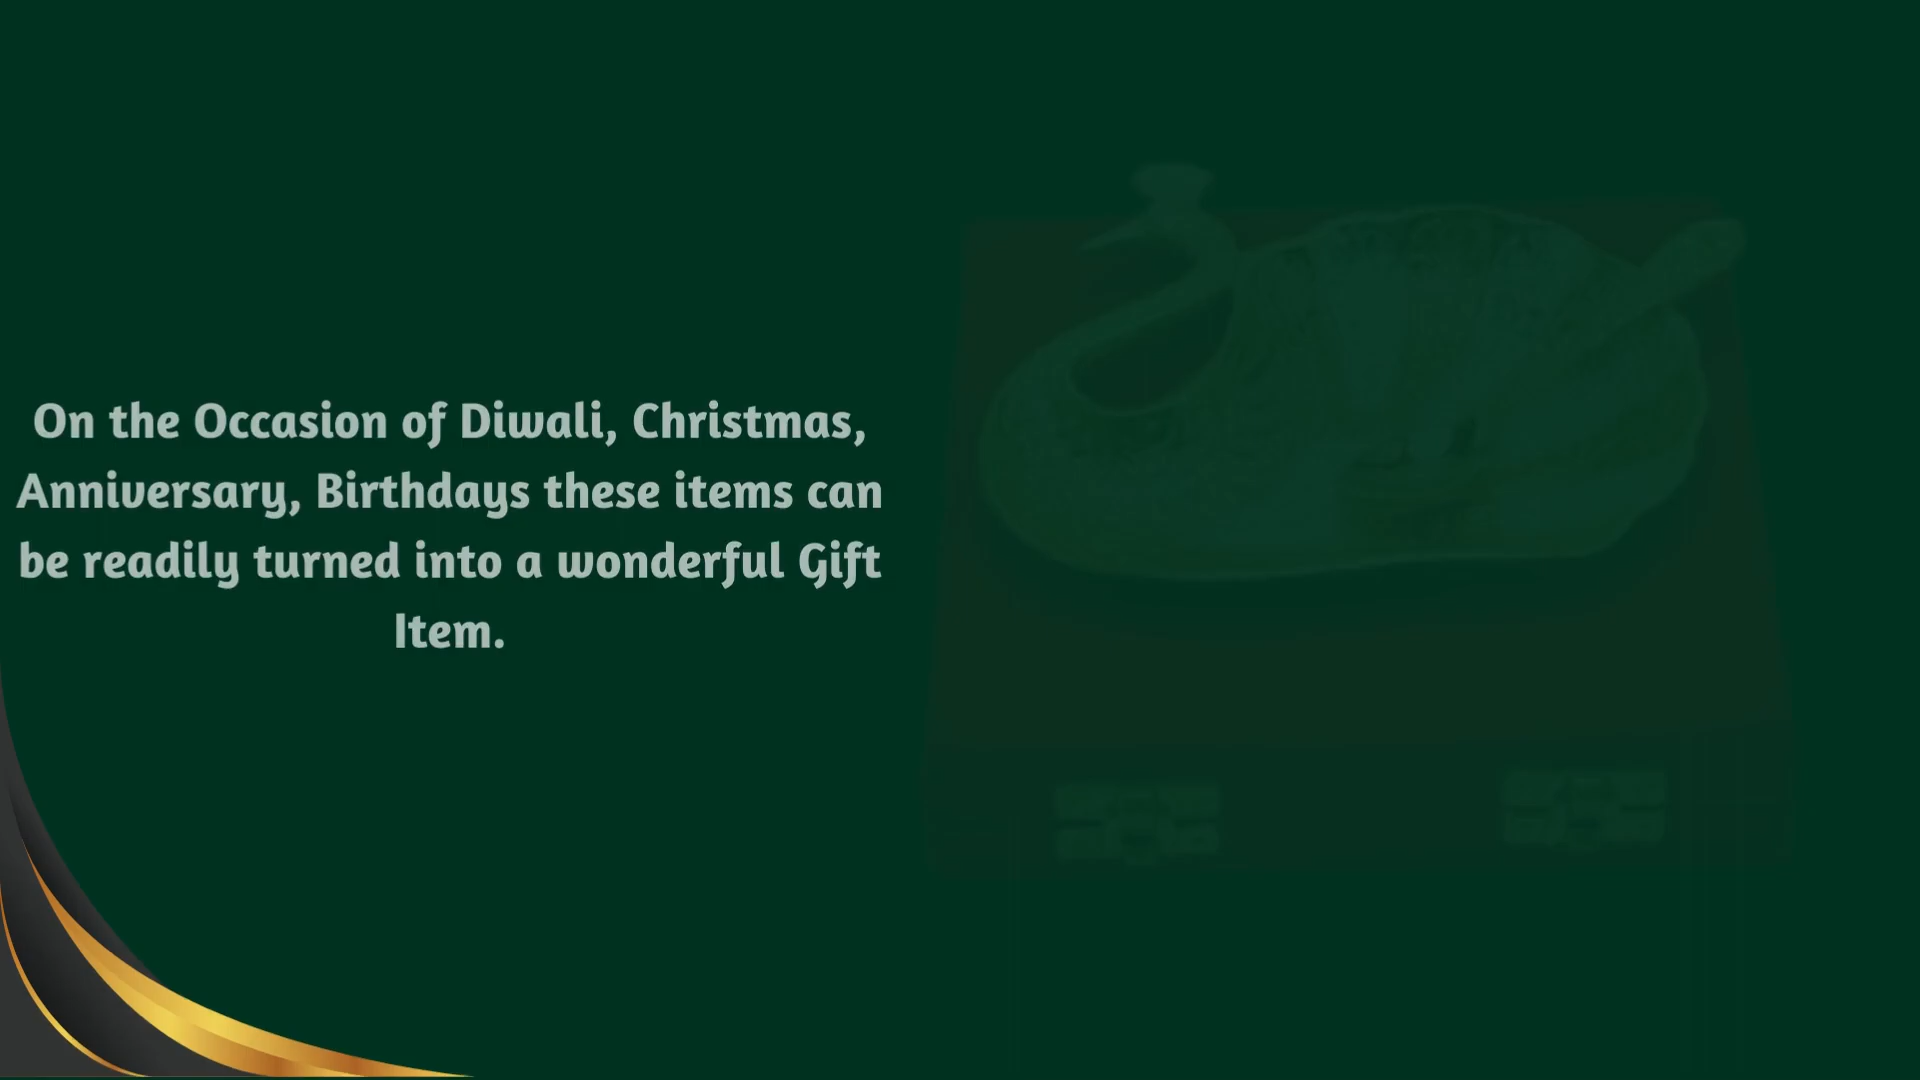 On the Occasion of Diwali, Christmas,
Anniversary, Birthdays these items can
be readily turned into a wonderful Gift
Item.